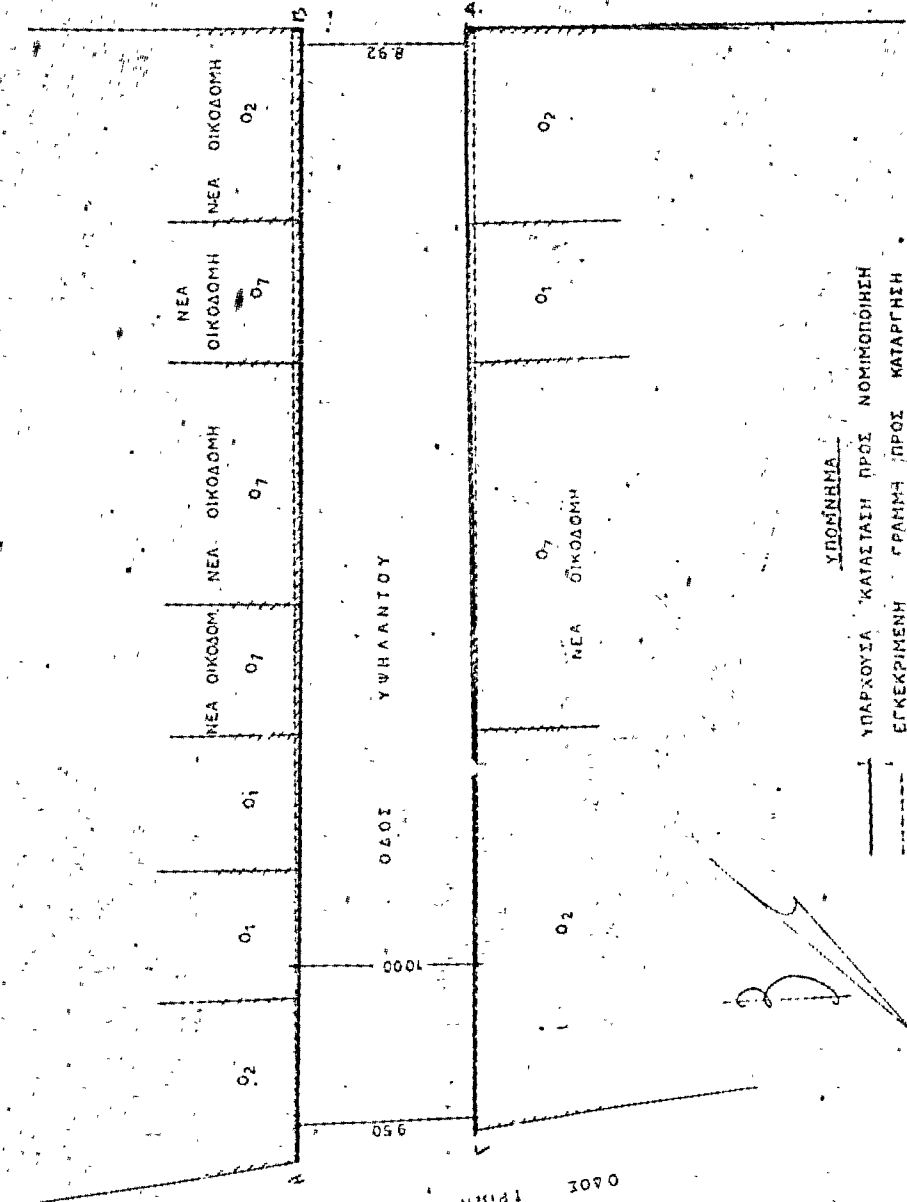 Β
Α
8.92
ΝΕΑ ΟΙΚΟΔΟΜΗ
Ο2
Ο2
ΝΕΑ
ΟΙΚΟΔΟΜΗ
Ο7
Ο1
ΝΕΑ ΟΙΚΟΔΟΜΗ
Ο7
Ο7
ΝΕΑ ΟΙΚΟΔΟΜΗ
ΝΕΑ ΟΙΚΟΔΟΜ.
Ο7
ΟΔΟΣ ΥΨΗΛΑΝΤΟΥ
Ο1
Ο1
Ο2
10.00
Ο2
9.50
ΟΔΟΣ
ΥΠΟΜΝΗΜΑ
ΥΠΑΡΧΟΥΣΑ ΚΑΤΑΣΤΑΣΗ ΠΡΟΣ ΝΟΜΙΜΟΠΟΙΗΣΗ
ΕΓΚΕΚΡΙΜΕΝΗ ΓΡΑΜΜΗ ΠΡΟΣ ΚΑΤΑΡΓΗΣΗ